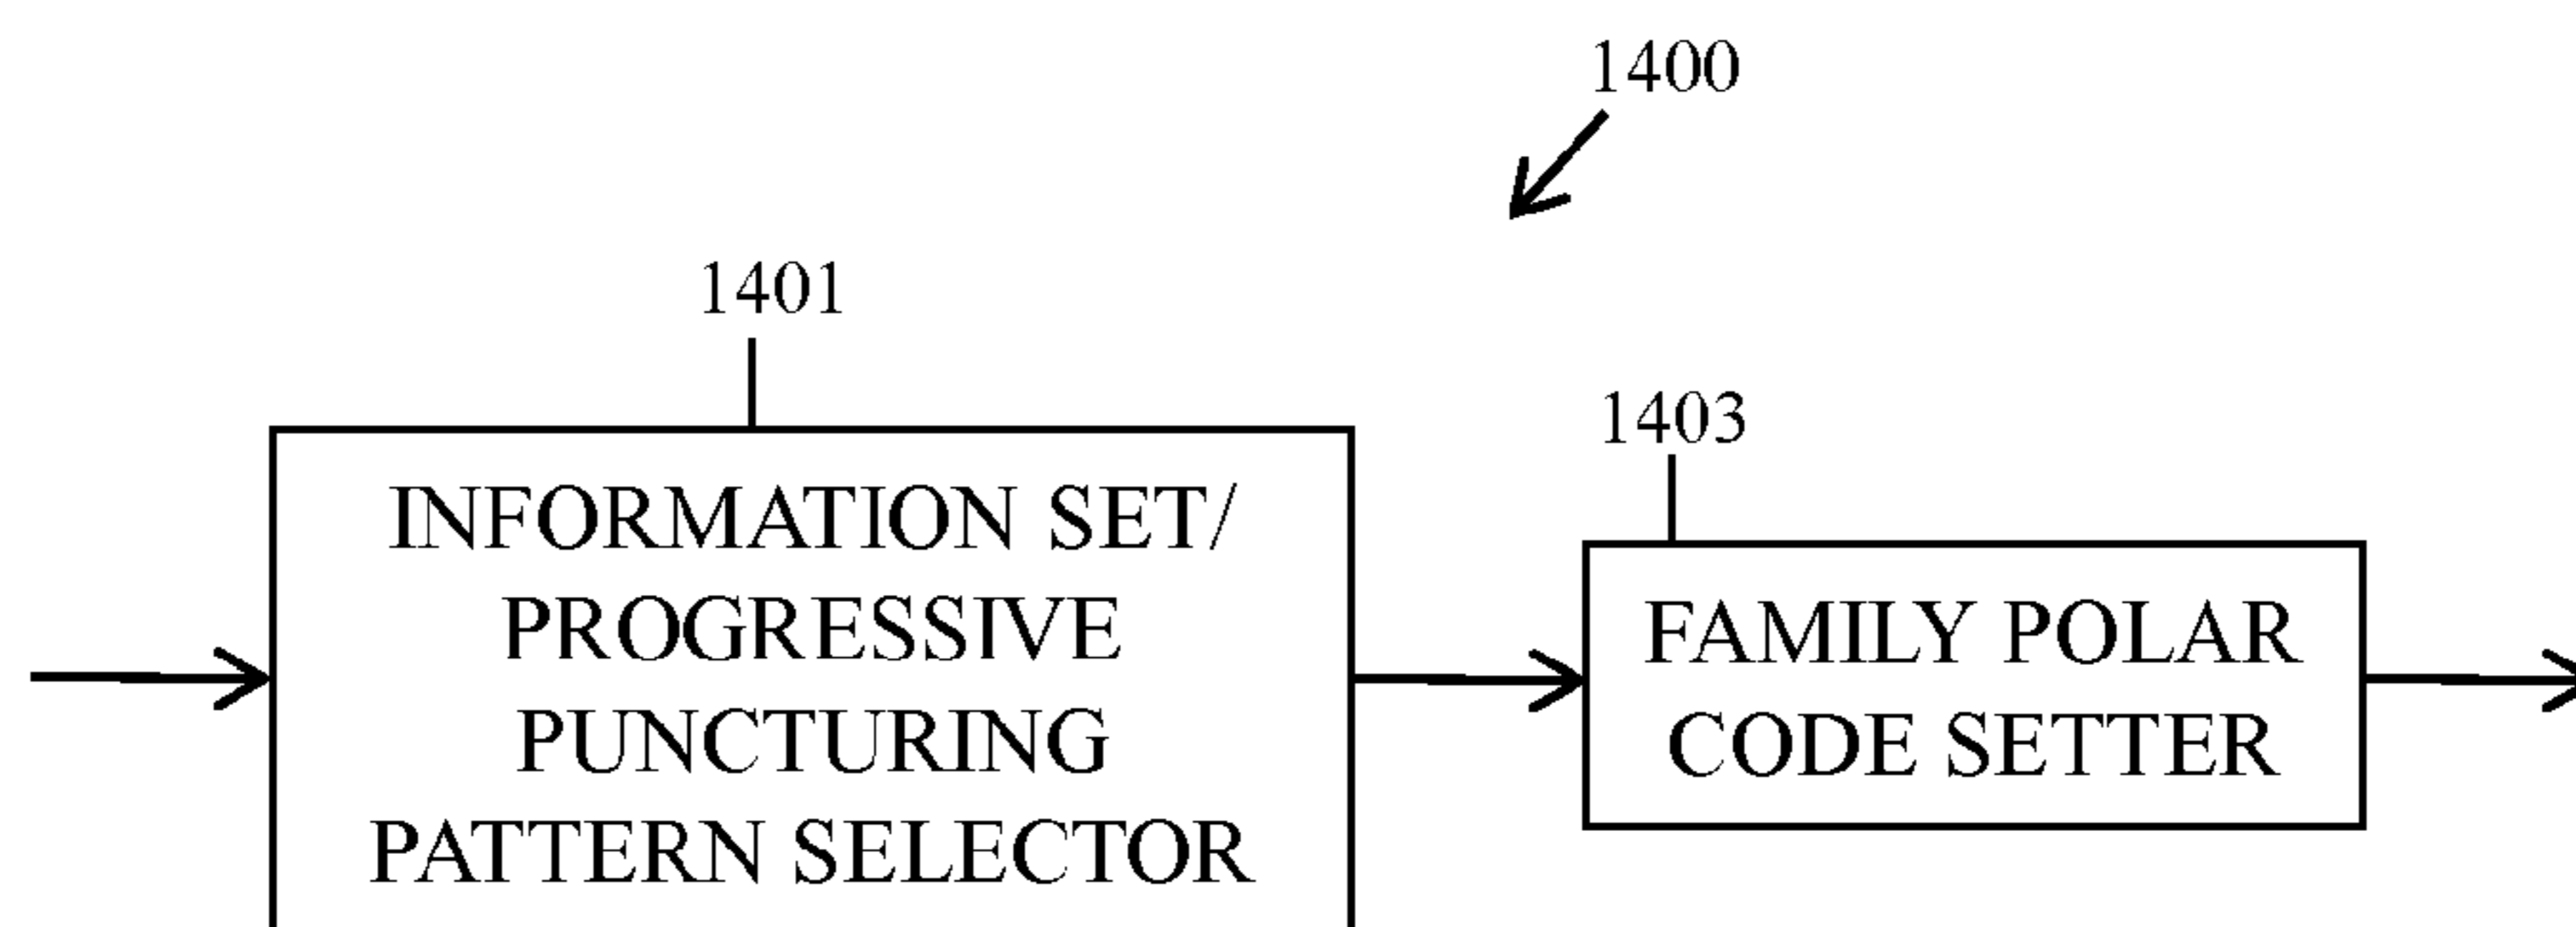 1400
1401
1403
INFORMATION SET/
PROGRESSIVE
PUNCTURING
PATTERN SELECTOR
FAMILY POLAR
CODE SETTER